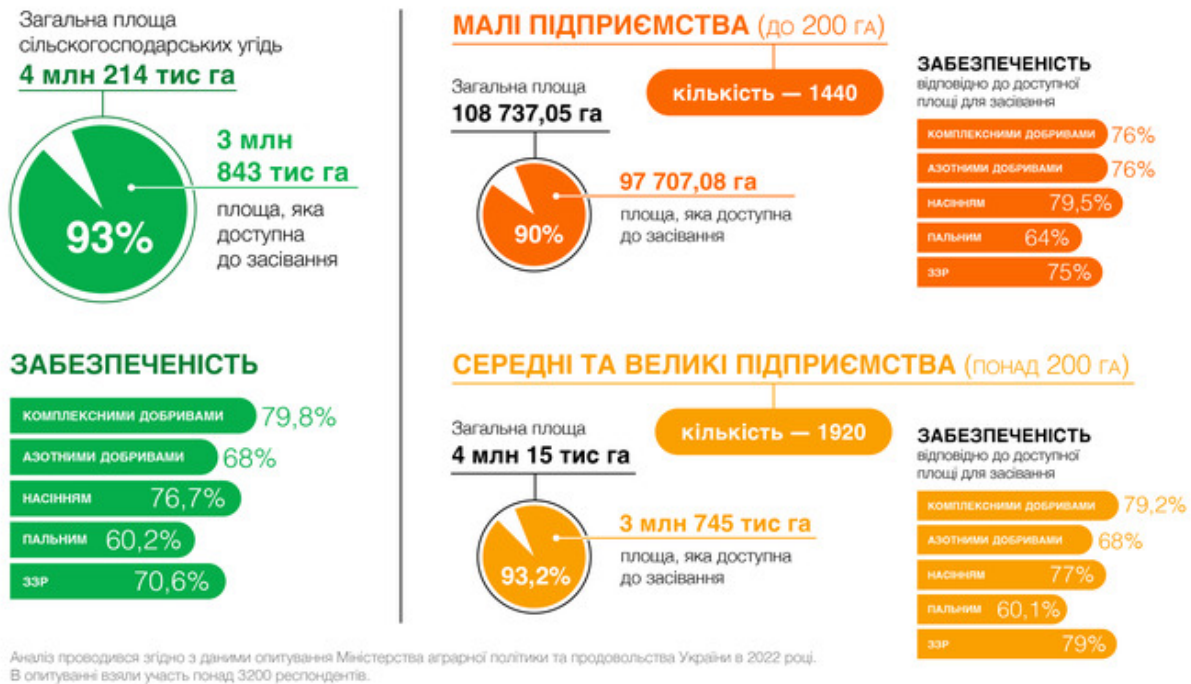 Загальна площа
сільскогосподарських угідь
4 млн 214 тис га
3 млн
843 тис га
93%
площа, яка
доступна
до засівання
ЗАБЕЗПЕЧЕНІСТЬ
КОМПЛЕКСНИМИ ДОБРИВАМИ 79,8%
АЗОТНИМИ ДОБРИВАМИ 68%
НАСІННЯМ 76,7%
ПАЛЬНИМ 60,2%
ЗЗР 70,6%
МАЛІ ПІДПРИЄМСТВА (ДО 200 ГА)
кількість — 1440
Загальна площа
108 737,05 га
97 707,08 га
90%
площа, яка доступна
до засівання
ЗАБЕЗПЕЧЕНІСТЬ
відповідно до доступної
площі для засівання
КОМПЛЕКСНИМИ ДОБРИВАМИ 76%
АЗОТНИМИ ДОБРИВАМИ 76%
НАСІННЯМ 79,5%
ПАЛЬНИМ 64%
ЗЗР 75%
СЕРЕДНІ ТА ВЕЛИКІ ПІДПРИЄМСТВА (ПОНАД 200 ГА)
кількість — 1920
Загальна площа
4 млн 15 тис га
3 млн 745 тис га
93,2%
площа, яка доступна
до засівання
ЗАБЕЗПЕЧЕНІСТЬ
відповідно до доступної
площі для засівання
КОМПЛЕКСНИМИ ДОБРИВАМИ 79,2%
АЗОТНИМИ ДОБРИВАМИ 68%
НАСІННЯМ 77%
ПАЛЬНИМ 60,1%
ЗЗР 79%
Аналіз проводився згідно з даними опитування Міністерства аграрної політики та продовольства України в 2022 році.
В опитуванні взяли участь понад 3200 респондентів.